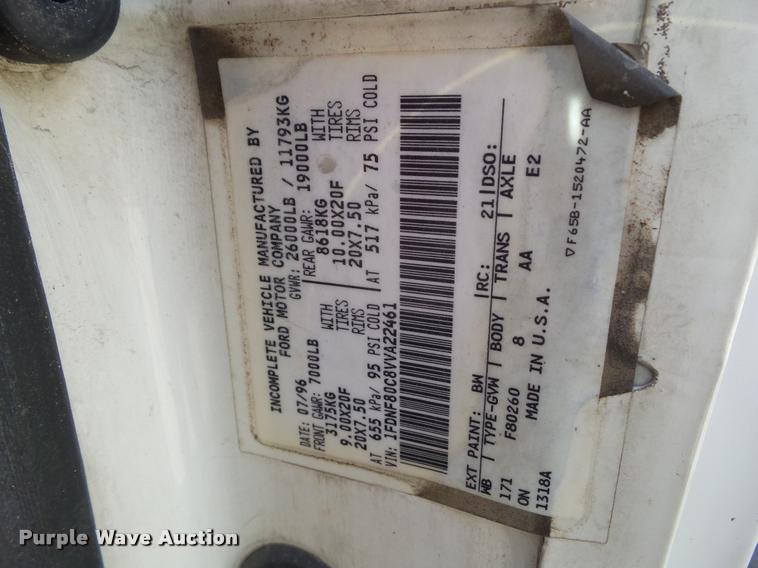 INCOMPLETE VEHICLE MANUFACTURED BY
FORD MOTOR COMPANY
DATE: 07/96 GVWR: 26000LB / 11793KG
FRONT GAWR: 7000LB REAR GAWR: 19000LB
3175KG WITH 8618KG WITH
9.00X20F TIRES 10.00X20F TIRES
20X7.50 RIMS 20X7.50 RIMS
AT 655 kPa/ 95 PSI COLD AT 517 kPa/ 75 PSI COLD
VIN: 1FDNF80C8VVA22461
EXT PAINT: BW RC: 21 DSO:
WB TYPE-GVW BODY TRANS AXLE
171 F80260 8 AA E2
ON MADE IN U.S.A.
1318A
▽F65B-1520472-AA
Purple Wave Auction